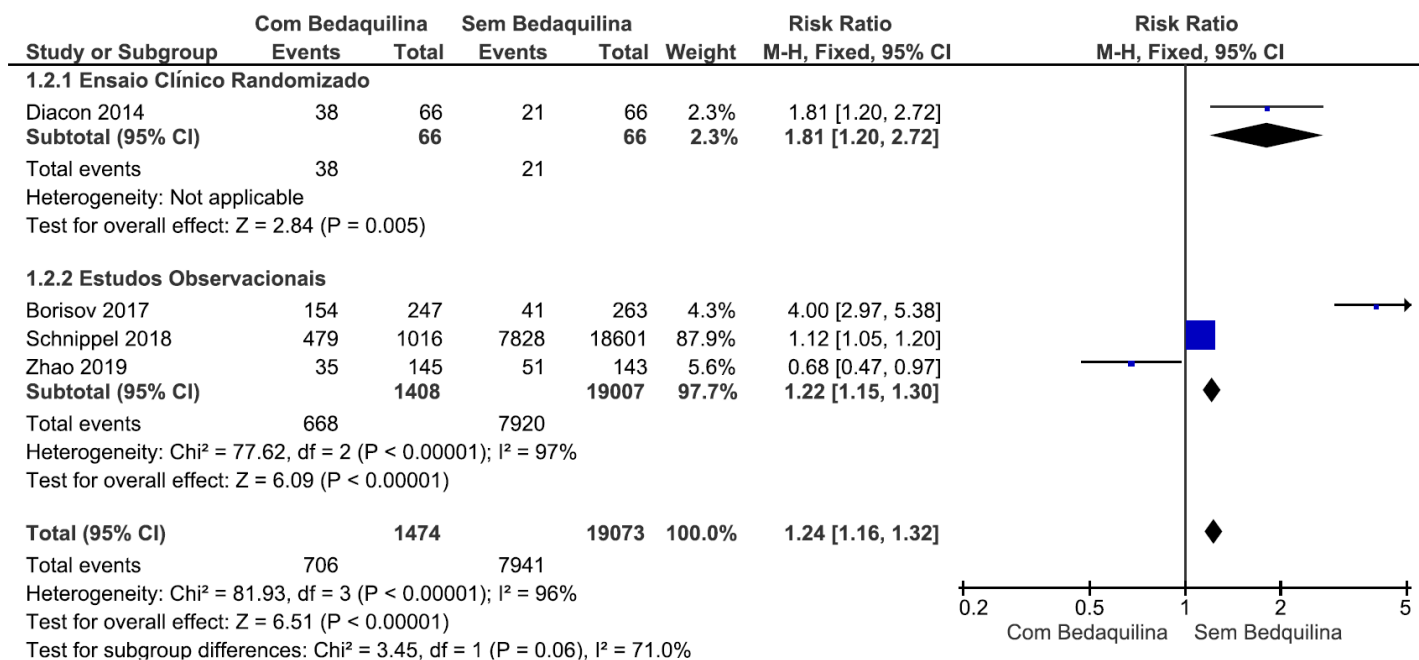 Com Bedaquilina Sem Bedaquilina Risk Ratio Risk Ratio
Study or Subgroup Events Total Events Total Weight M-H, Fixed, 95% CI M-H, Fixed, 95% CI
1.2.1 Ensaio Clínico Randomizado
Diacon 2014 38 66 21 66 2.3% 1.81 [1.20, 2.72]
Subtotal (95% CI) 66 66 2.3% 1.81 [1.20, 2.72]
Total events 38 21
Heterogeneity: Not applicable
Test for overall effect: Z = 2.84 (P = 0.005)
1.2.2 Estudos Observacionais
Borisov 2017 154 247 41 263 4.3% 4.00 [2.97, 5.38]
Schnippel 2018 479 1016 7828 18601 87.9% 1.12 [1.05, 1.20]
Zhao 2019 35 145 51 143 5.6% 0.68 [0.47, 0.97]
Subtotal (95% CI) 1408 19007 97.7% 1.22 [1.15, 1.30]
Total events 668 7920
Heterogeneity: Chi² = 77.62, df = 2 (P < 0.00001); I² = 97%
Test for overall effect: Z = 6.09 (P < 0.00001)
Total (95% CI) 1474 19073 100.0% 1.24 [1.16, 1.32]
Total events 706 7941
Heterogeneity: Chi² = 81.93, df = 3 (P < 0.00001); I² = 96%
Test for overall effect: Z = 6.51 (P < 0.00001)
Test for subgroup differences: Chi² = 3.45, df = 1 (P = 0.06), I² = 71.0%
0.2 0.5 1 2 5
Com Bedaquilina Sem Bedquilina